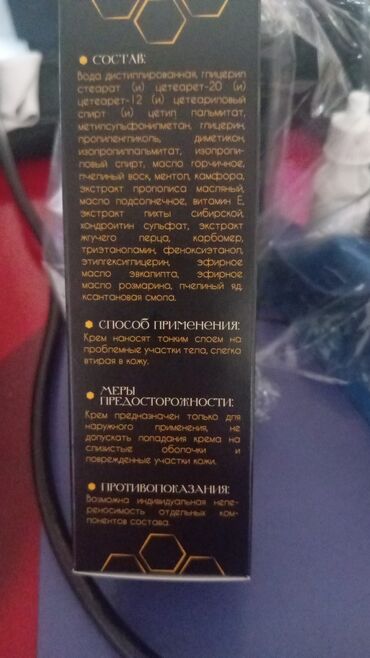 СОСТАВ:
Вода дистиллированная, глицерил
стеарат (и) цетеарет-20 (и)
цетеарет-12 (и) цетеариловый
спирт (и) цетил пальмитат,
метилсульфонилметан, глицерин,
пропиленгликоль, диметикон,
изопропилпальмитат, изопропи-
ловый спирт, масло горчичное,
пчелиный воск, ментол, камфора,
экстракт прополиса масляный,
масло подсолнечное, витамин Е,
экстракт пихты сибирской,
хондроитин сульфат, экстракт
жгучего перца, карбомер,
триэтаноламин, феноксиэтанол,
этилгексилглицерин, эфирное
масло эвкалипта, эфирное
масло розмарина, пчелиный яд,
ксантановая смола.
СПОСОБ ПРИМЕНЕНИЯ:
Крем наносят тонким слоем на
проблемные участки тела, слегка
втирая в кожу.
МЕРЫ
ПРЕДОСТОРОЖНОСТИ:
Крем предназначен только для
наружного применения, не
допускать попадания крема на
слизистые оболочки и
поврежденные участки кожи.
ПРОТИВОПОКАЗАНИЯ:
Возможна индивидуальная непе-
реносимость отдельных ком-
понентов состава.